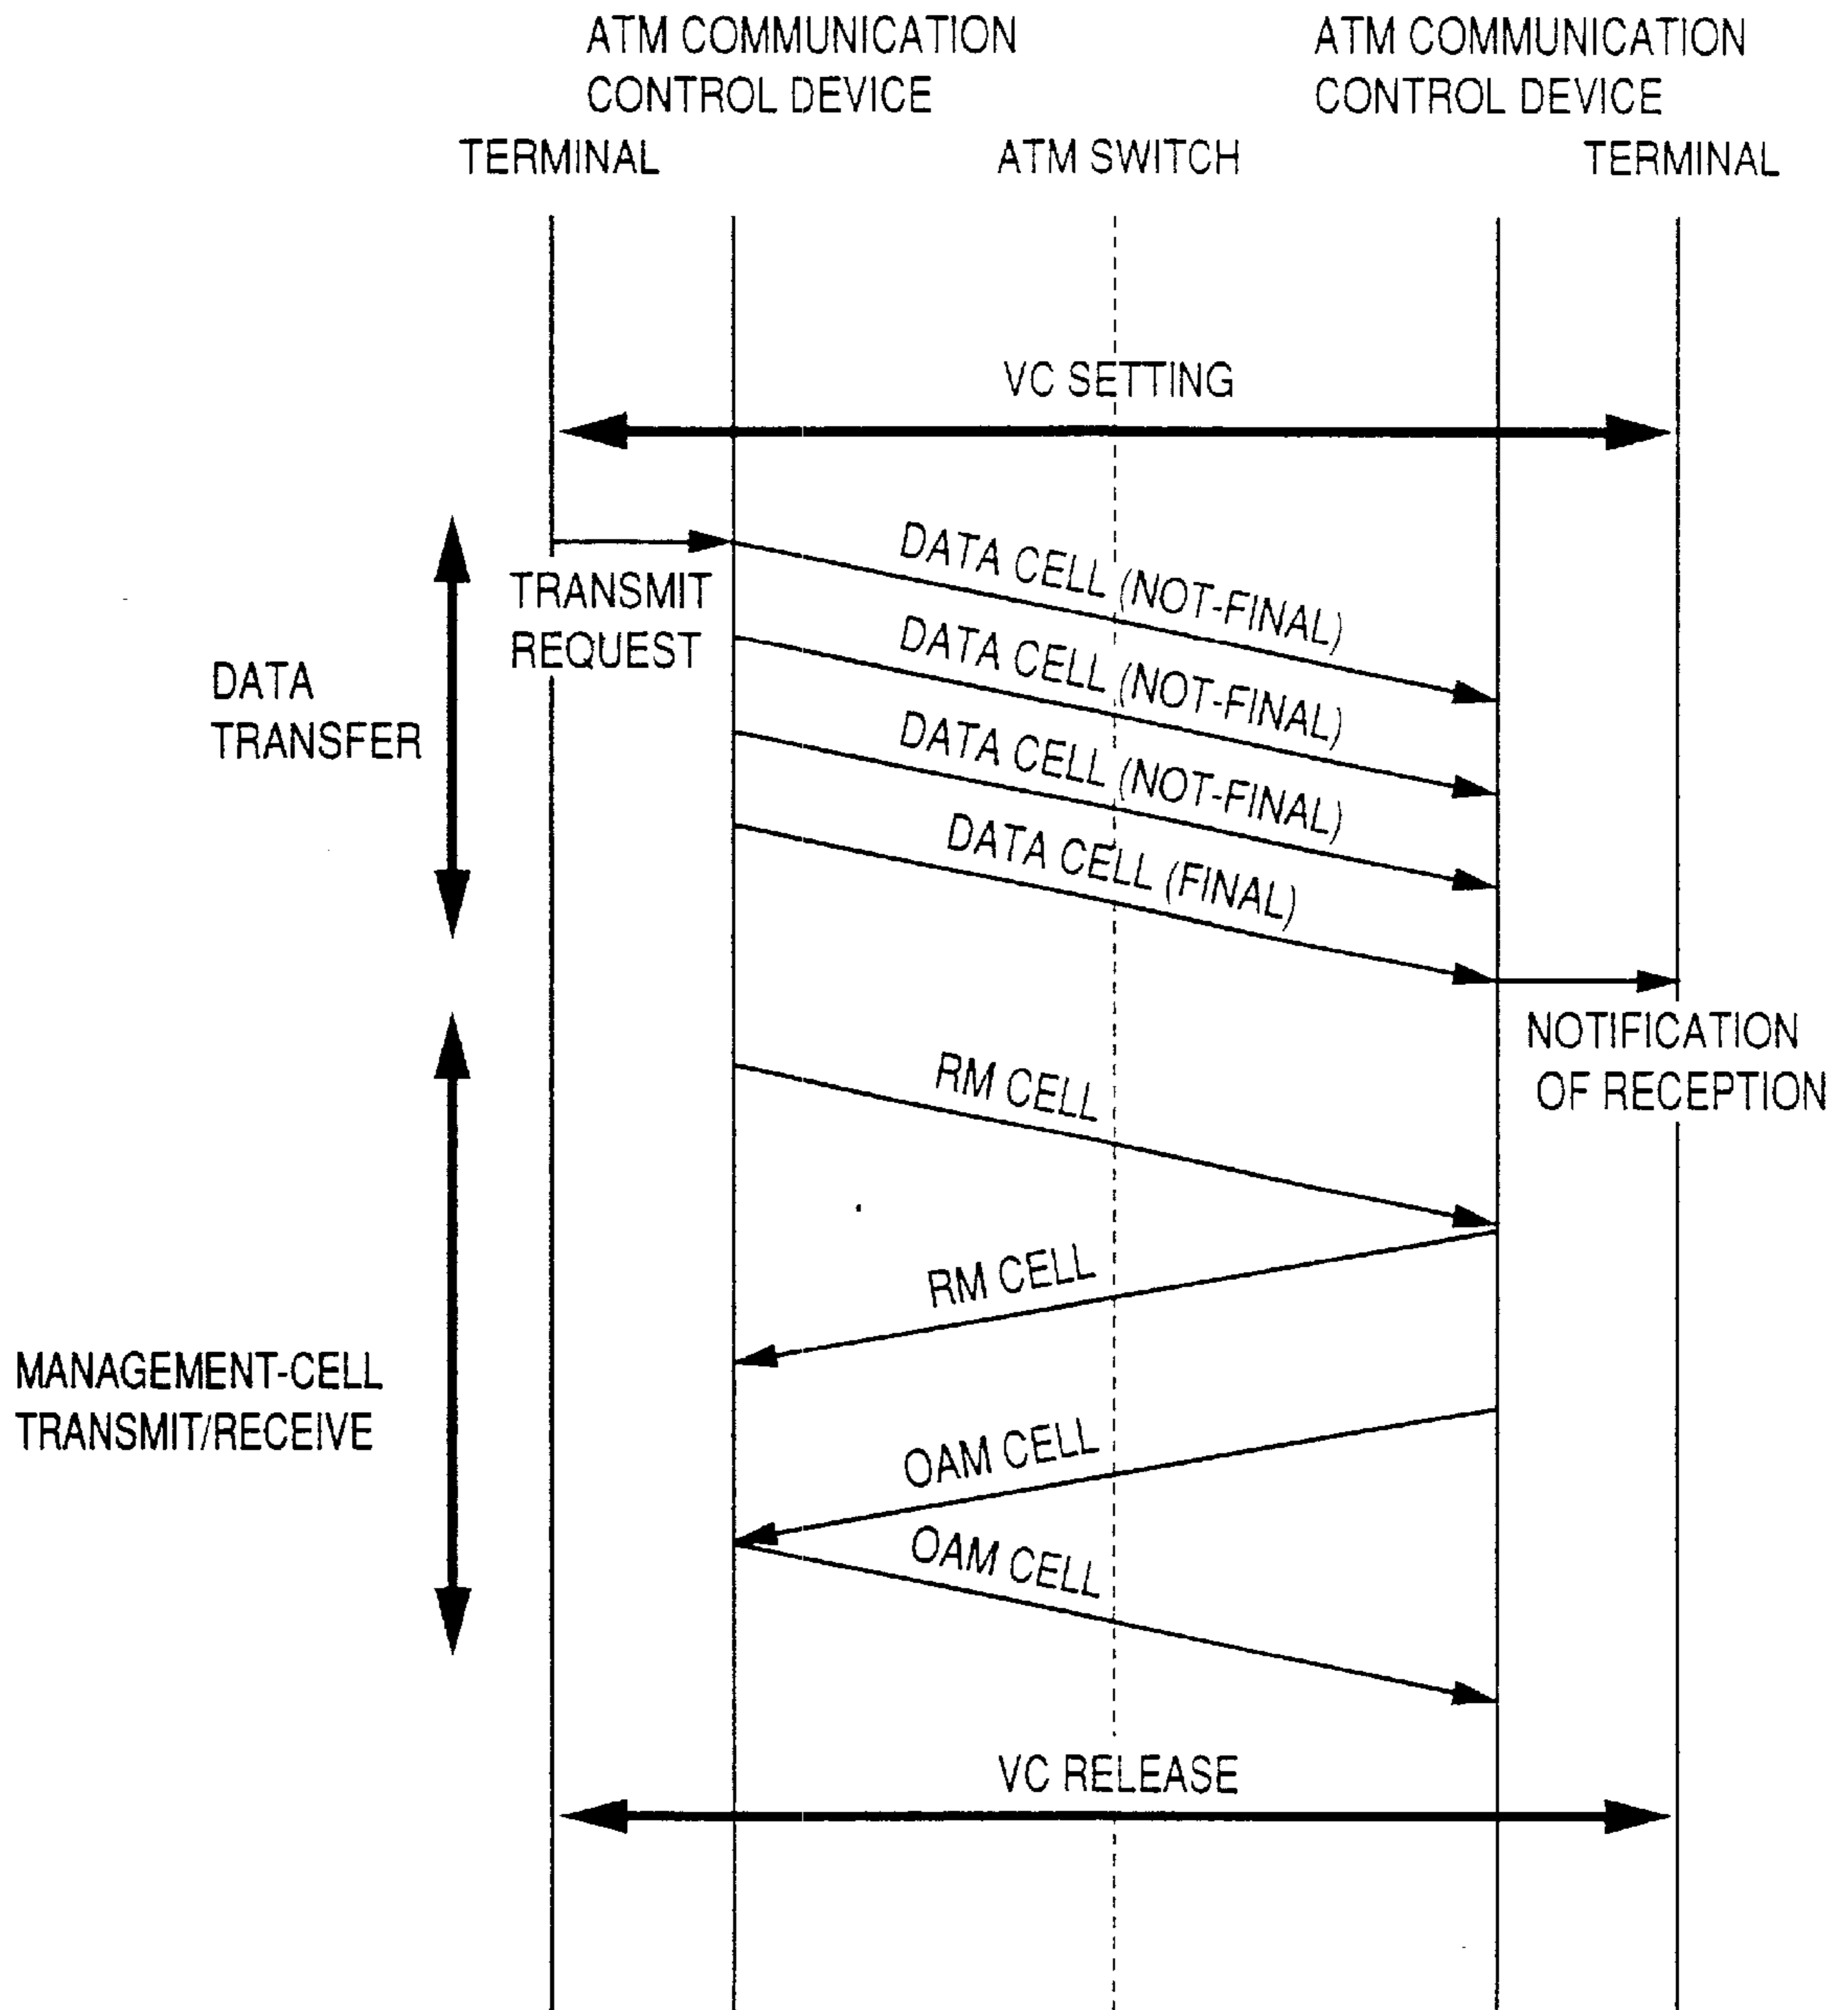 ATM COMMUNICATION
CONTROL DEVICE
ATM COMMUNICATION
CONTROL DEVICE
TERMINAL
ATM SWITCH
TERMINAL
VC SETTING
TRANSMIT
REQUEST
DATA CELL (NOT-FINAL)
DATA CELL (NOT-FINAL)
DATA CELL (NOT-FINAL)
DATA CELL (FINAL)
DATA
TRANSFER
NOTIFICATION
OF RECEPTION
RM CELL
RM CELL
MANAGEMENT-CELL
TRANSMIT/RECEIVE
OAM CELL
OAM CELL
VC RELEASE